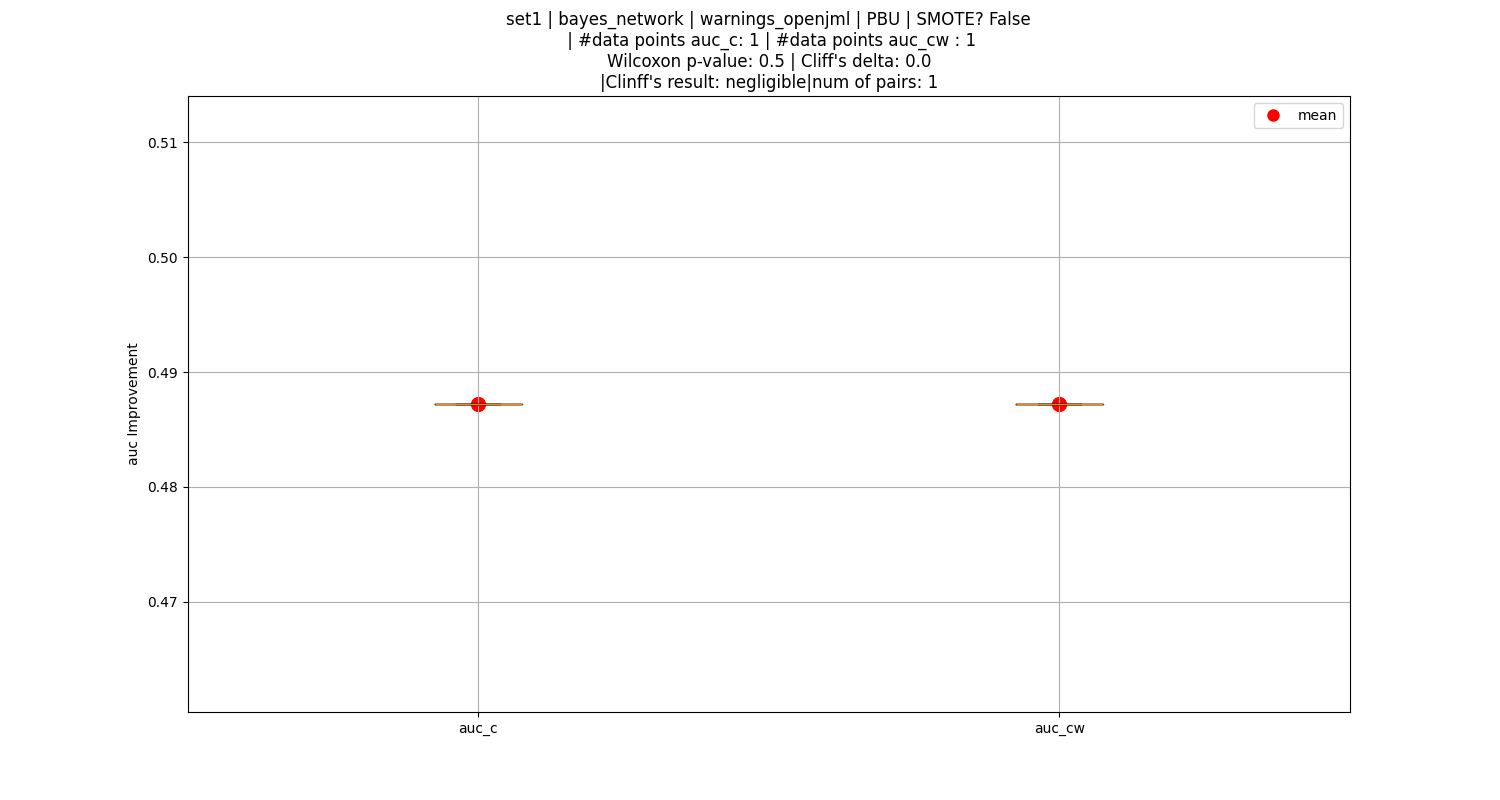 set1 | bayes_network | warnings_openjml | PBU | SMOTE? False
| #data points auc_c: 1 | #data points auc_cw : 1
Wilcoxon p-value: 0.5 | Cliff's delta: 0.0
|Clinff's result: negligible|num of pairs: 1
mean
0.51
0.50
0.49
0.48
0.47
auc Improvement
auc_c
auc_cw